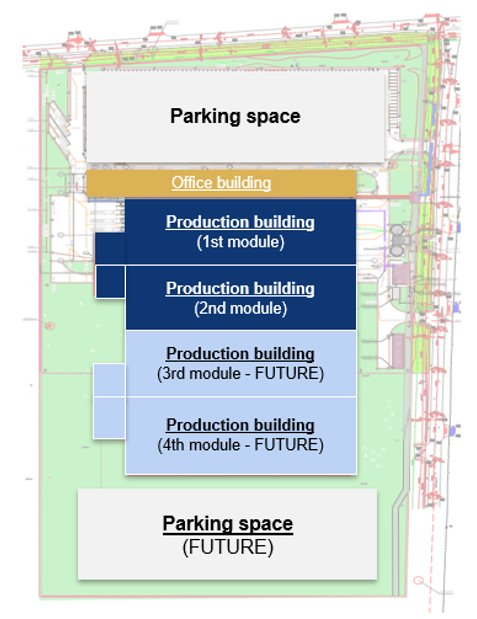 Parking space
Office building
Production building
(1st module)
Production building
(2nd module)
Production building
(3rd module - FUTURE)
Production building
(4th module - FUTURE)
Parking space
(FUTURE)